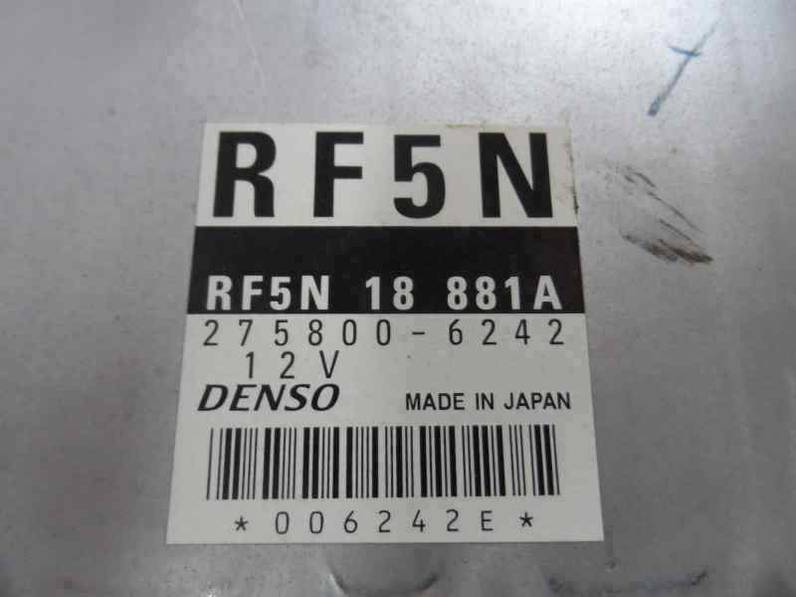 RF5N
RF5N 18 881A
275800-6242
12V
DENSO MADE IN JAPAN
*006242E*